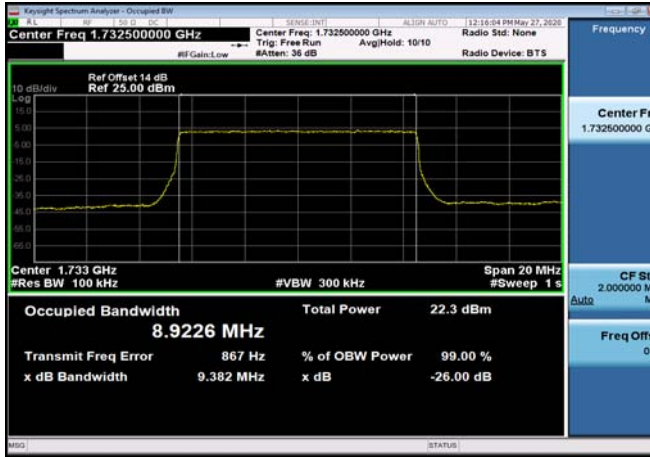 Keysight Spectrum Analyzer - Occupied BW
RL RF 50 Ω DC SENSE:INT ALIGN AUTO 12:16:04 PM May 27, 2020
Center Freq 1.732500000 GHz
Center Freq: 1.732500000 GHz
Radio Std: None
Trig: Free Run Avg|Hold: 10/10
#IFGain:Low #Atten: 36 dB Radio Device: BTS
Frequency
Ref Offset 14 dB
10 dB/div Ref 25.00 dBm
Log
15.0
5.00
-5.00
-15.0
-25.0
-35.0
-45.0
-55.0
-65.0
Center Fr
1.732500000 G
Center 1.733 GHz Span 20 MHz
#Res BW 100 kHz #VBW 300 kHz #Sweep 1 s
CF St
2.000000 M
Auto M
Occupied Bandwidth Total Power 22.3 dBm
8.9226 MHz
Transmit Freq Error 867 Hz % of OBW Power 99.00 %
x dB Bandwidth 9.382 MHz x dB -26.00 dB
Freq Offs
0
MSG STATUS